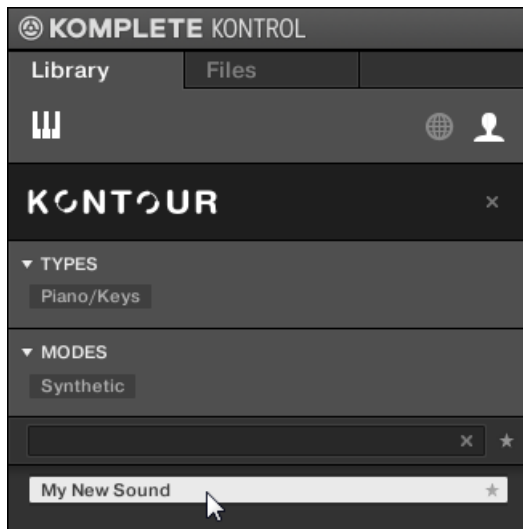 KOMPLETE KONTROL
Library Files
KONTOUR
TYPES
Piano/Keys
MODES
Synthetic
My New Sound